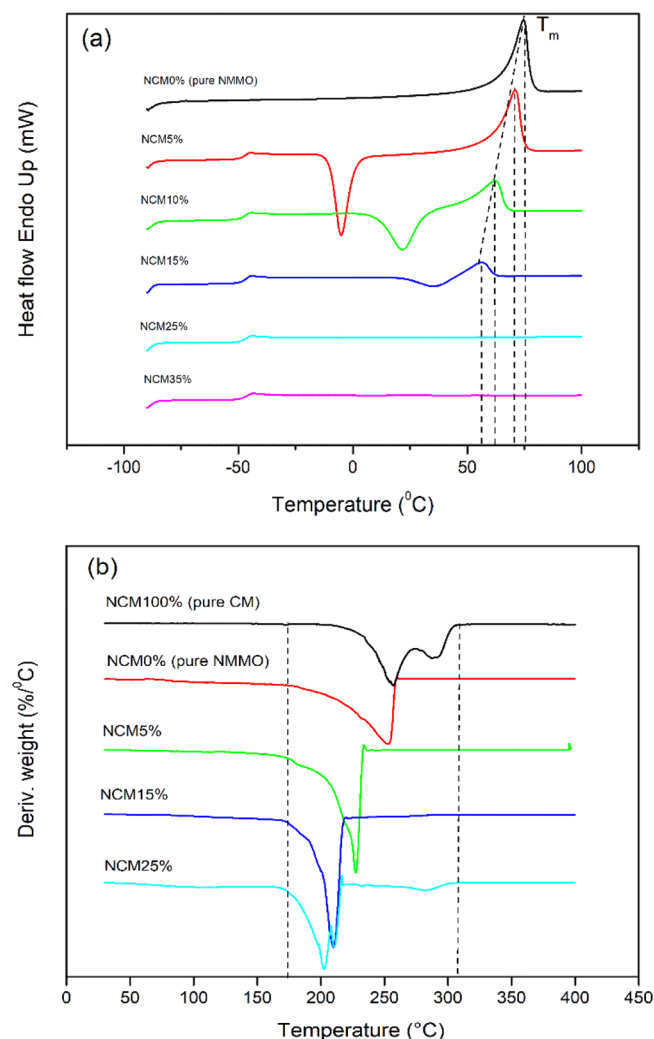 (a)
Tm
NCM0% (pure NMMO)
NCM5%
NCM10%
NCM15%
NCM25%
NCM35%
Heat flow Endo Up (mW)
-100 -50 0 50 100
Temperature (⁰C)
(b)
NCM100% (pure CM)
NCM0% (pure NMMO)
NCM5%
NCM15%
NCM25%
Deriv. weight (%/⁰C)
0 50 100 150 200 250 300 350 400 450
Temperature (°C)